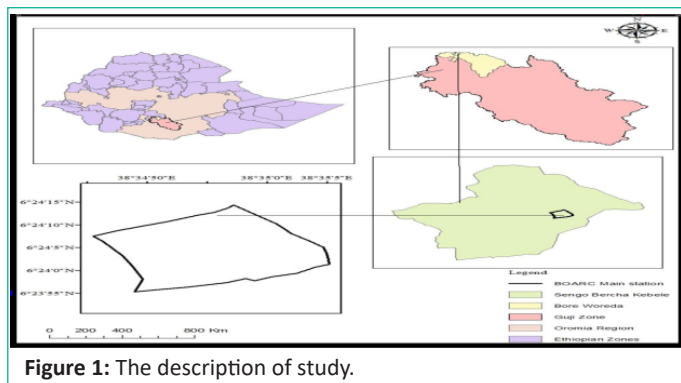 N
W E
S
38°34'50"E 38°35'0"E 38°35'5"E
6°24'15"N
6°24'10"N
6°24'5"N
6°24'0"N
6°23'55"N
0 200 400 800 Km
Legend
BOARC Main station
Sengo Bercha Kebele
Bore Woreda
Guji Zone
Oromia Region
Ethiopian Zones
Figure 1: The description of study.